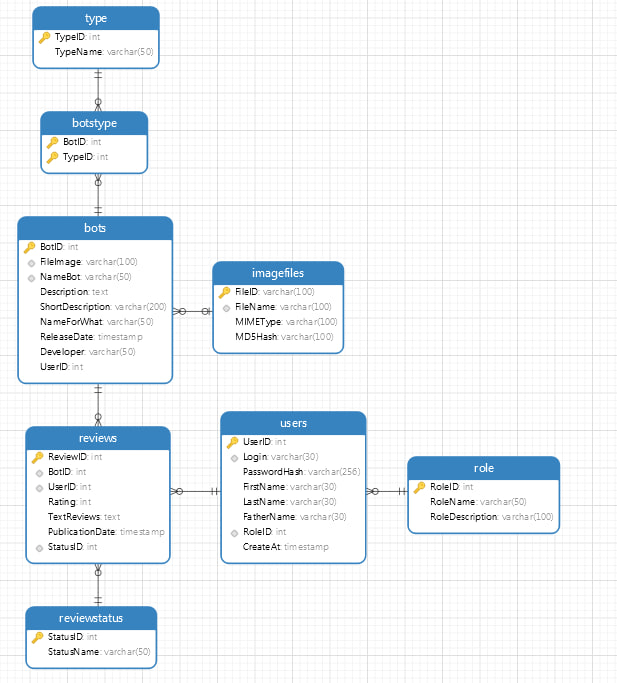 type
TypeID: int
TypeName: varchar(50)
botstype
BotID: int
TypeID: int
bots
BotID: int
FileImage: varchar(100)
NameBot: varchar(50)
Description: text
ShortDescription: varchar(200)
NameForWhat: varchar(50)
ReleaseDate: timestamp
Developer: varchar(50)
UserID: int
imagefiles
FileID: varchar(100)
FileName: varchar(100)
MIMEType: varchar(100)
MD5Hash: varchar(100)
reviews
ReviewID: int
BotID: int
UserID: int
Rating: int
TextReviews: text
PublicationDate: timestamp
StatusID: int
users
UserID: int
Login: varchar(30)
PasswordHash: varchar(256)
FirstName: varchar(30)
LastName: varchar(30)
FatherName: varchar(30)
RoleID: int
CreateAt: timestamp
role
RoleID: int
RoleName: varchar(50)
RoleDescription: varchar(100)
reviewstatus
StatusID: int
StatusName: varchar(50)